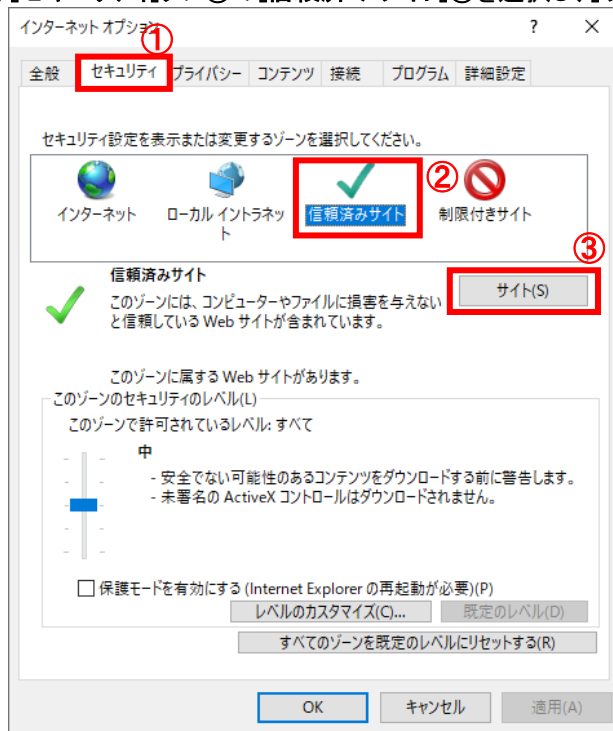 インターネット オプション
?
×
①
全般 セキュリティ プライバシー コンテンツ 接続 プログラム 詳細設定
セキュリティ設定を表示または変更するゾーンを選択してください。
②
インターネット
ローカル イントラネット
信頼済みサイト
制限付きサイト
③
信頼済みサイト
サイト(S)
このゾーンには、コンピューターやファイルに損害を与えない
と信頼している Web サイトが含まれています。
このゾーンに属する Web サイトがあります。
このゾーンのセキュリティのレベル(L)
このゾーンで許可されているレベル: すべて
中
- 安全でない可能性のあるコンテンツをダウンロードする前に警告します。
- 未署名の ActiveX コントロールはダウンロードされません。
保護モードを有効にする (Internet Explorer の再起動が必要)(P)
レベルのカスタマイズ(C)... 既定のレベル(D)
すべてのゾーンを既定のレベルにリセットする(R)
OK キャンセル 適用(A)